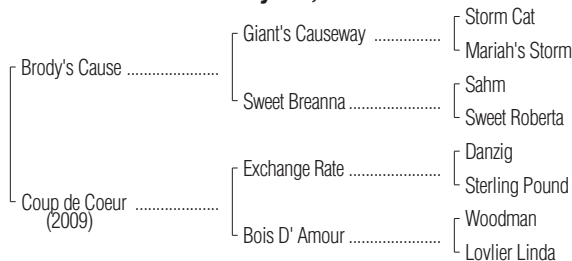 Storm Cat
Giant's Causeway ................
Mariah's Storm
Brody's Cause ......................
Sahm
Sweet Breanna ......................
Sweet Roberta
Danzig
Exchange Rate ......................
Sterling Pound
Coup de Coeur ....................
(2009)
Woodman
Bois D' Amour ......................
Lovlier Linda